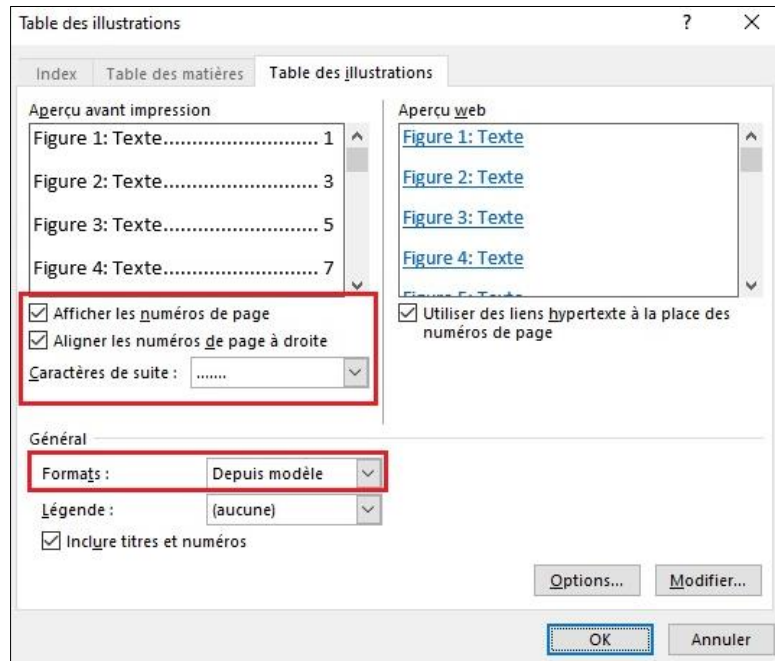 Table des illustrations ? ×
Index Table des matières Table des illustrations
Aperçu avant impression
Figure 1: Texte............................ 1
Figure 2: Texte............................ 3
Figure 3: Texte............................ 5
Figure 4: Texte............................ 7
Afficher les numéros de page
Aligner les numéros de page à droite
Caractères de suite : .......
Aperçu web
Figure 1: Texte
Figure 2: Texte
Figure 3: Texte
Figure 4: Texte
Figure 5: Texte
Utiliser des liens hypertexte à la place des
numéros de page
Général
Formats : Depuis modèle
Légende : (aucune)
Inclure titres et numéros
Options... Modifier...
OK Annuler